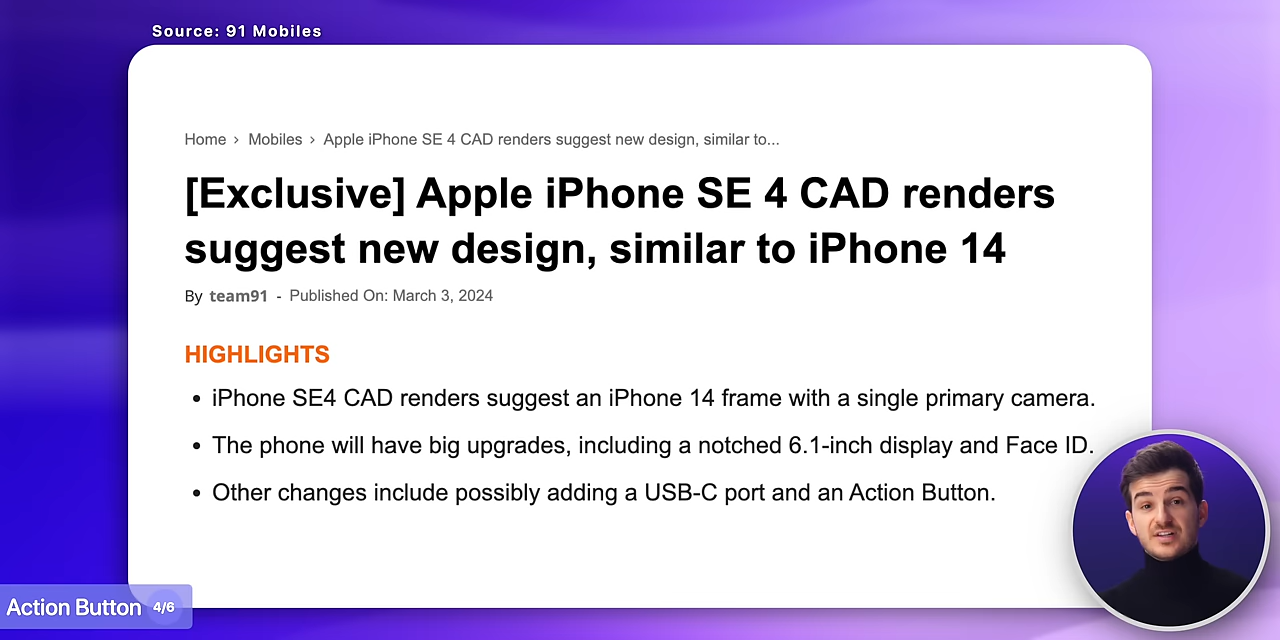 Source: 91 Mobiles
Home › Mobiles › Apple iPhone SE 4 CAD renders suggest new design, similar to...
[Exclusive] Apple iPhone SE 4 CAD renders
suggest new design, similar to iPhone 14
By team91 - Published On: March 3, 2024
HIGHLIGHTS
• iPhone SE4 CAD renders suggest an iPhone 14 frame with a single primary camera.
• The phone will have big upgrades, including a notched 6.1-inch display and Face ID.
• Other changes include possibly adding a USB-C port and an Action Button.
Action Button 4/6